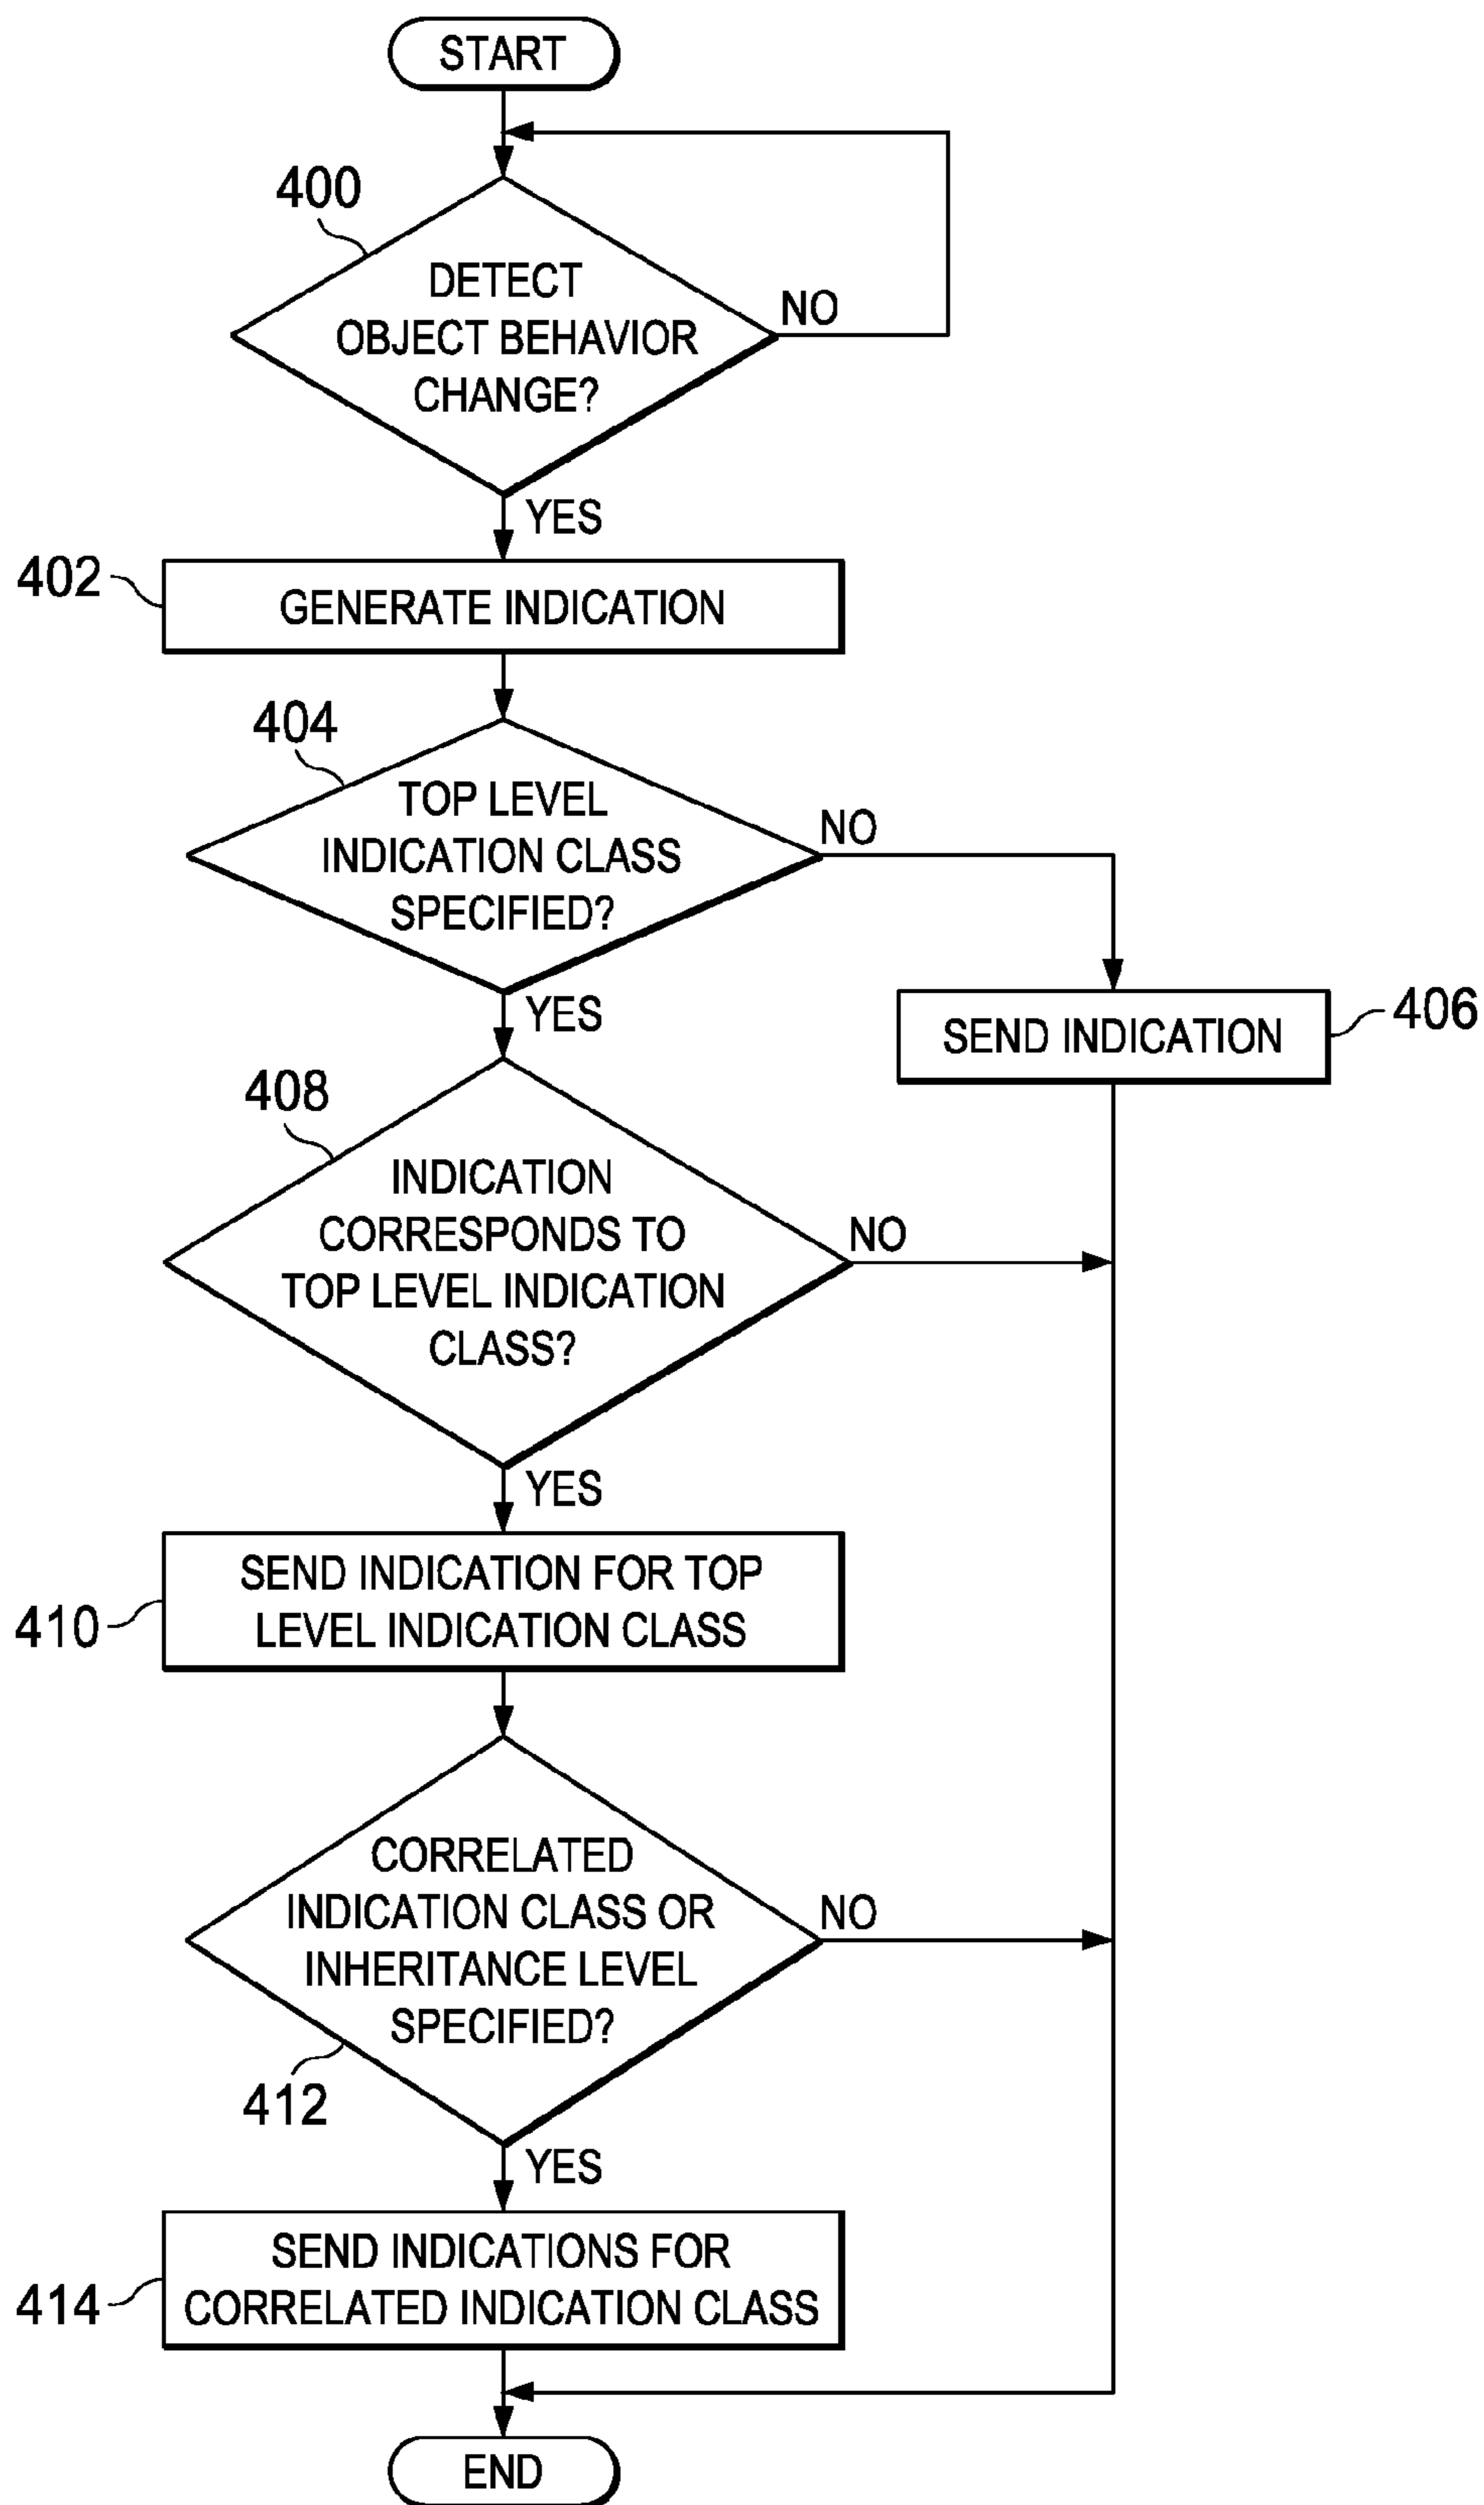 START
400
DETECT
OBJECT BEHAVIOR
CHANGE?
NO
YES
402
GENERATE INDICATION
404
TOP LEVEL
INDICATION CLASS
SPECIFIED?
NO
YES
SEND INDICATION
406
408
INDICATION
CORRESPONDS TO
TOP LEVEL INDICATION
CLASS?
NO
YES
410
SEND INDICATION FOR TOP
LEVEL INDICATION CLASS
CORRELATED
INDICATION CLASS OR
INHERITANCE LEVEL
SPECIFIED?
NO
412
YES
414
SEND INDICATIONS FOR
CORRELATED INDICATION CLASS
END